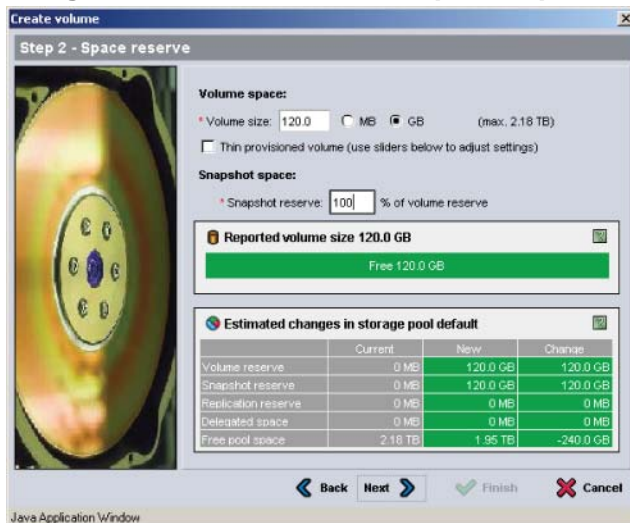 Create volume
Step 2 - Space reserve
Volume space:
* Volume size: 120.0 MB GB (max. 2.18 TB)
Thin provisioned volume (use sliders below to adjust settings)
Snapshot space:
* Snapshot reserve: 100 % of volume reserve
Reported volume size 120.0 GB
Free 120.0 GB
Estimated changes in storage pool default
Current New Change
Volume reserve 0 MB 120.0 GB 120.0 GB
Snapshot reserve 0 MB 120.0 GB 120.0 GB
Replication reserve 0 MB 0 MB 0 MB
Delegated space 0 MB 0 MB 0 MB
Free pool space 2.18 TB 1.95 TB -240.0 GB
Back Next Finish Cancel
Java Application Window